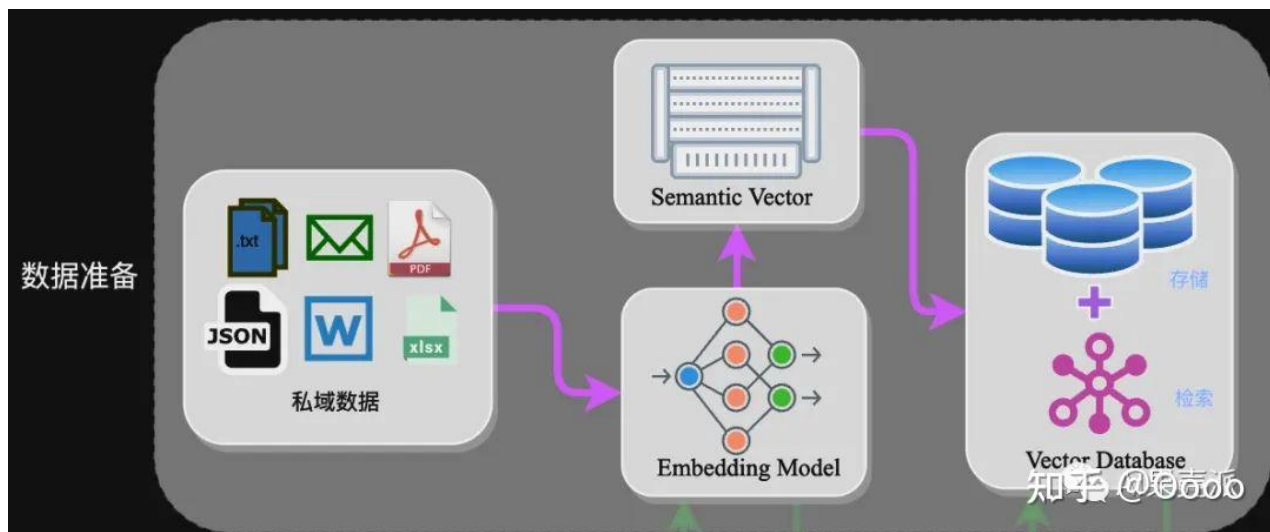 数据准备
.txt
PDF
JSON
W
xlsx
私域数据
Semantic Vector
Embedding Model
存储
检索
Vector Database
知乎 @Oooo